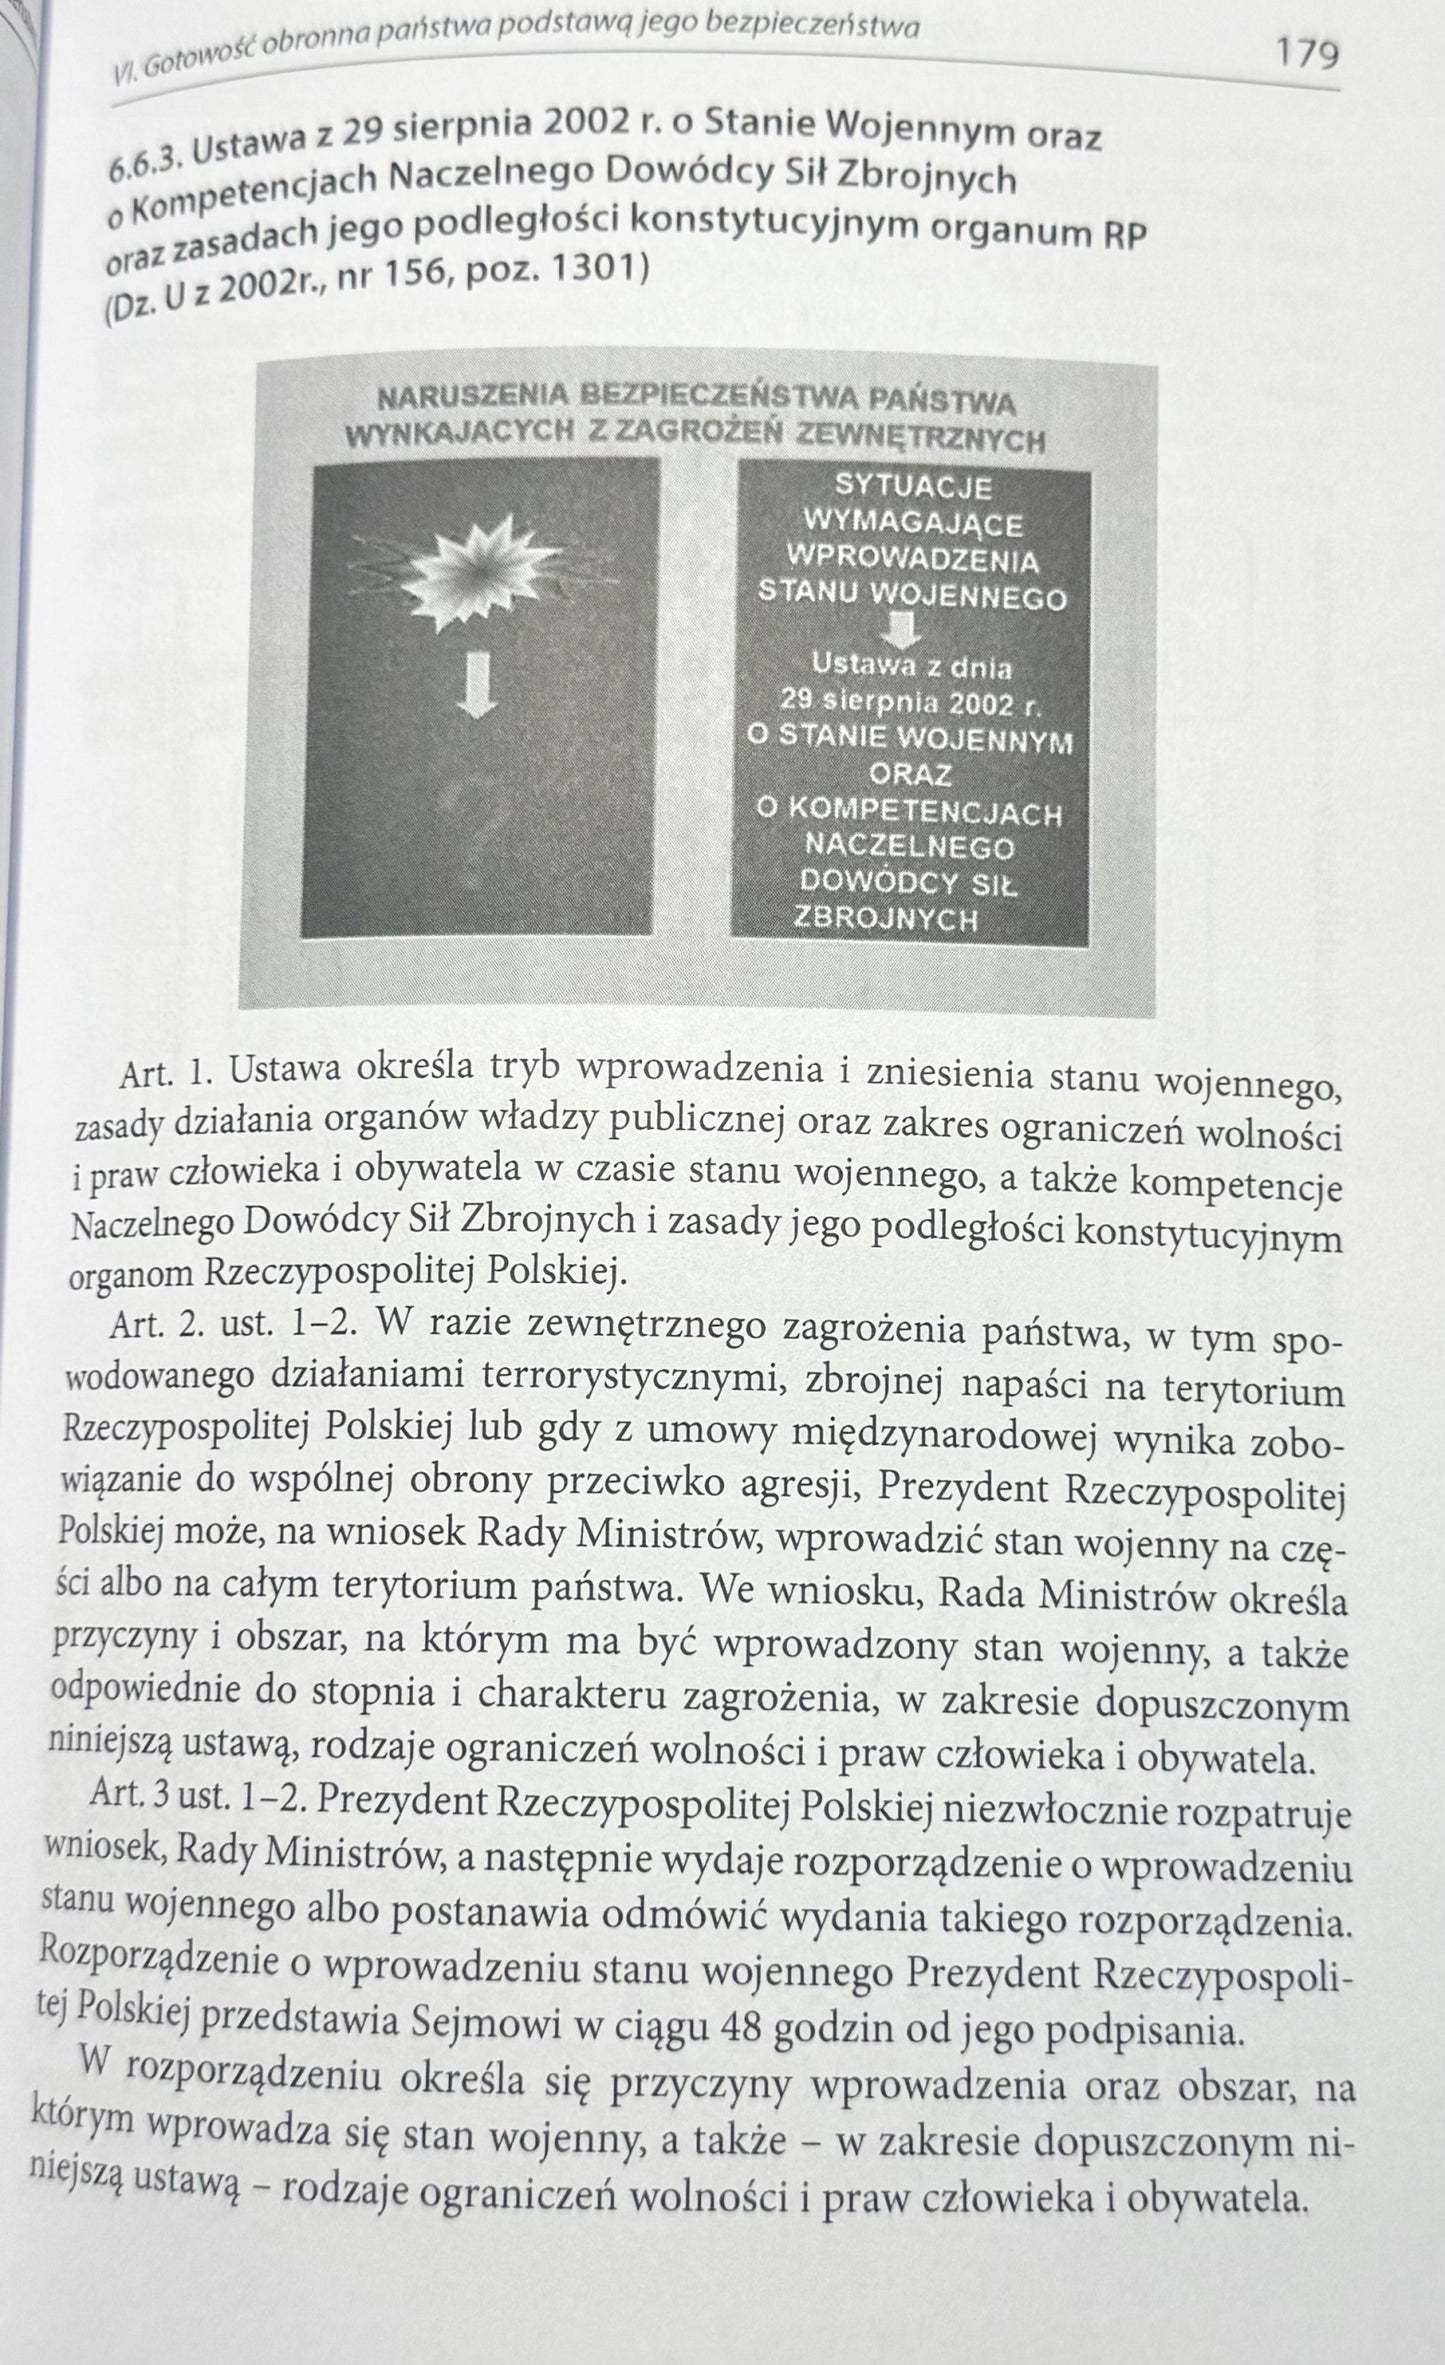 VI. Gotowość obronna państwa podstawą jego bezpieczeństwa
179
6.6.3. Ustawa z 29 sierpnia 2002 r. o Stanie Wojennym oraz
o Kompetencjach Naczelnego Dowódcy Sił Zbrojnych
oraz zasadach jego podległości konstytucyjnym organum RP
(Dz. U z 2002r., nr 156, poz. 1301)
NARUSZENIA BEZPIECZEŃSTWA PAŃSTWA
WYNKAJACYCH Z ZAGROŻEŃ ZEWNĘTRZNYCH
?
SYTUACJE
WYMAGAJĄCE
WPROWADZENIA
STANU WOJENNEGO
Ustawa z dnia
29 sierpnia 2002 r.
O STANIE WOJENNYM
ORAZ
O KOMPETENCJACH
NACZELNEGO
DOWÓDCY SIŁ
ZBROJNYCH
Art. 1. Ustawa określa tryb wprowadzenia i zniesienia stanu wojennego,
zasady działania organów władzy publicznej oraz zakres ograniczeń wolności
i praw człowieka i obywatela w czasie stanu wojennego, a także kompetencje
Naczelnego Dowódcy Sił Zbrojnych i zasady jego podległości konstytucyjnym
organom Rzeczypospolitej Polskiej.
Art. 2. ust. 1–2. W razie zewnętrznego zagrożenia państwa, w tym spo-
wodowanego działaniami terrorystycznymi, zbrojnej napaści na terytorium
Rzeczypospolitej Polskiej lub gdy z umowy międzynarodowej wynika zobo-
wiązanie do wspólnej obrony przeciwko agresji, Prezydent Rzeczypospolitej
Polskiej może, na wniosek Rady Ministrów, wprowadzić stan wojenny na czę-
ści albo na całym terytorium państwa. We wniosku, Rada Ministrów określa
przyczyny i obszar, na którym ma być wprowadzony stan wojenny, a także
odpowiednie do stopnia i charakteru zagrożenia, w zakresie dopuszczonym
niniejszą ustawą, rodzaje ograniczeń wolności i praw człowieka i obywatela.
Art. 3 ust. 1–2. Prezydent Rzeczypospolitej Polskiej niezwłocznie rozpatruje
wniosek, Rady Ministrów, a następnie wydaje rozporządzenie o wprowadzeniu
stanu wojennego albo postanawia odmówić wydania takiego rozporządzenia.
Rozporządzenie o wprowadzeniu stanu wojennego Prezydent Rzeczypospoli-
tej Polskiej przedstawia Sejmowi w ciągu 48 godzin od jego podpisania.
W rozporządzeniu określa się przyczyny wprowadzenia oraz obszar, na
którym wprowadza się stan wojenny, a także – w zakresie dopuszczonym ni-
niejszą ustawą – rodzaje ograniczeń wolności i praw człowieka i obywatela.